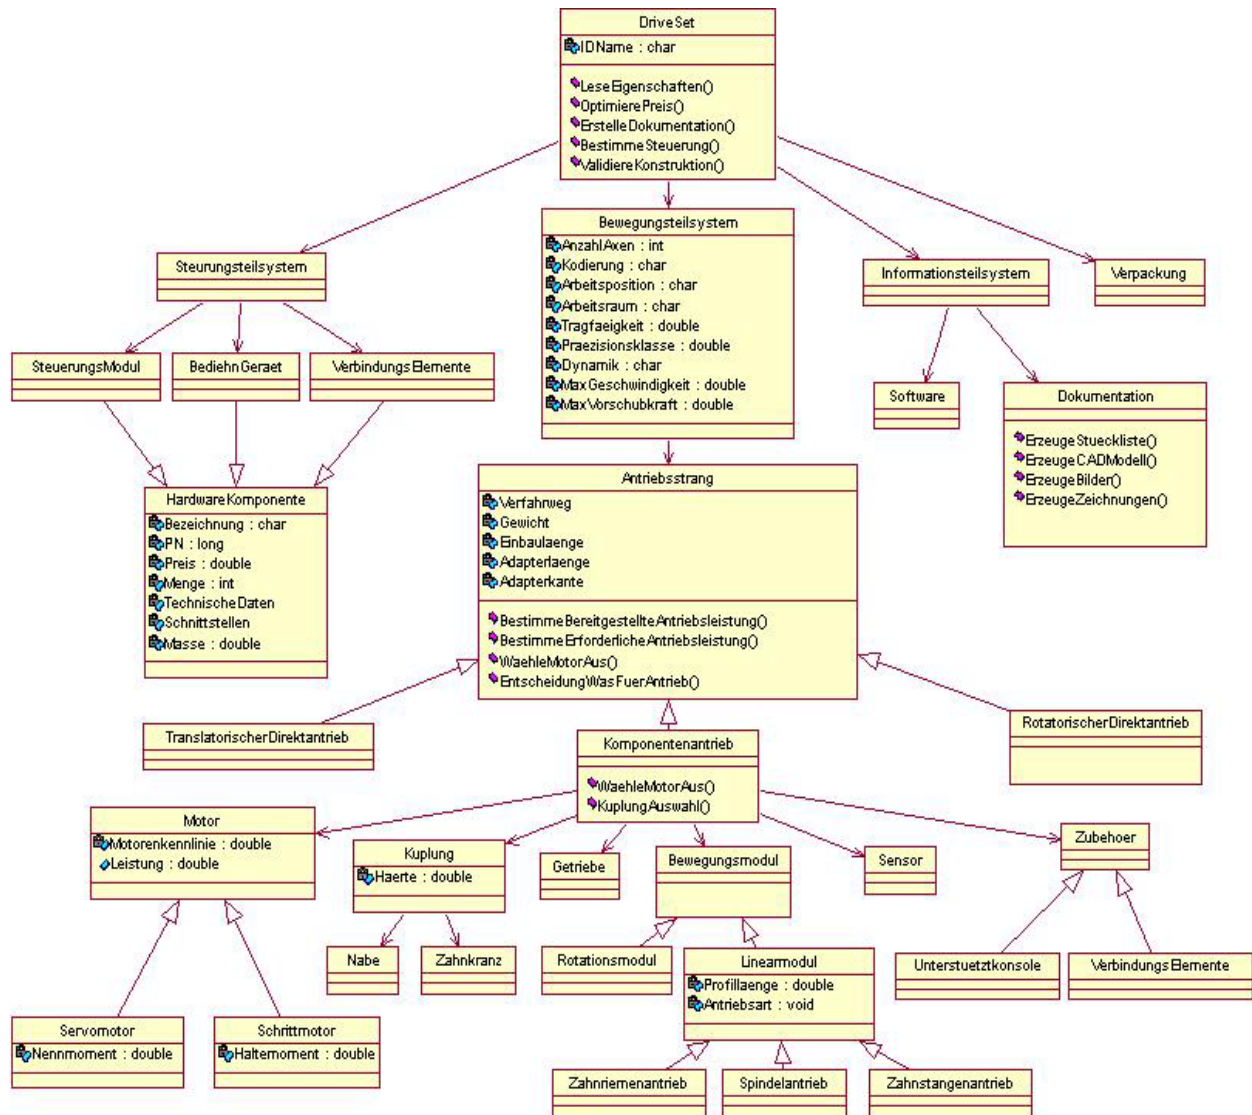 DriveSet
IDName : char
LeseEigenschaften()
OptimierePreis()
ErstelleDokumentation()
BestimmeSteuerung()
ValidiereKonstruktion()
Bewegungsteilsystem
AnzahlAxen : int
Kodierung : char
Arbeitsposition : char
Arbeitsraum : char
Tragfaeigkeit : double
Praezisionsklasse : double
Dynamik : char
MaxGeschwindigkeit : double
MaxVorschubkraft : double
Steurungsteilsystem
Informationsteilsystem
Verpackung
SteuerungsModul
BediehnGeraet
VerbindungsElemente
Software
Dokumentation
ErzeugeStueckliste()
ErzeugeCADModell()
ErzeugeBilder()
ErzeugeZeichnungen()
HardwareKomponente
Bezeichnung : char
PN : long
Preis : double
Menge : int
TechnischeDaten
Schnittstellen
Masse : double
Antriebsstrang
Verfahrweg
Gewicht
Einbaulaenge
Adapterlaenge
Adapterkante
BestimmeBereitgestellteAntriebsleistung()
BestimmeErforderlicheAntriebsleistung()
WaehleMotorAus()
EntscheidungWasFuerAntrieb()
TranslatorischerDirektantrieb
Komponentenantrieb
WaehleMotorAus()
KuplungAuswahl()
RotatorischerDirektantrieb
Motor
Motorenkennlinie : double
Leistung : double
Kuplung
Haerte : double
Getriebe
Bewegungsmodul
Sensor
Zubehoer
Nabe
Zahnkranz
Rotationsmodul
Linearmodul
Profillaenge : double
Antriebsart : void
Unterstuetztkonsole
VerbindungsElemente
Servomotor
Nennmoment : double
Schrittmotor
Haltemoment : double
Zahnriemenantrieb
Spindelantrieb
Zahnstangenantrieb